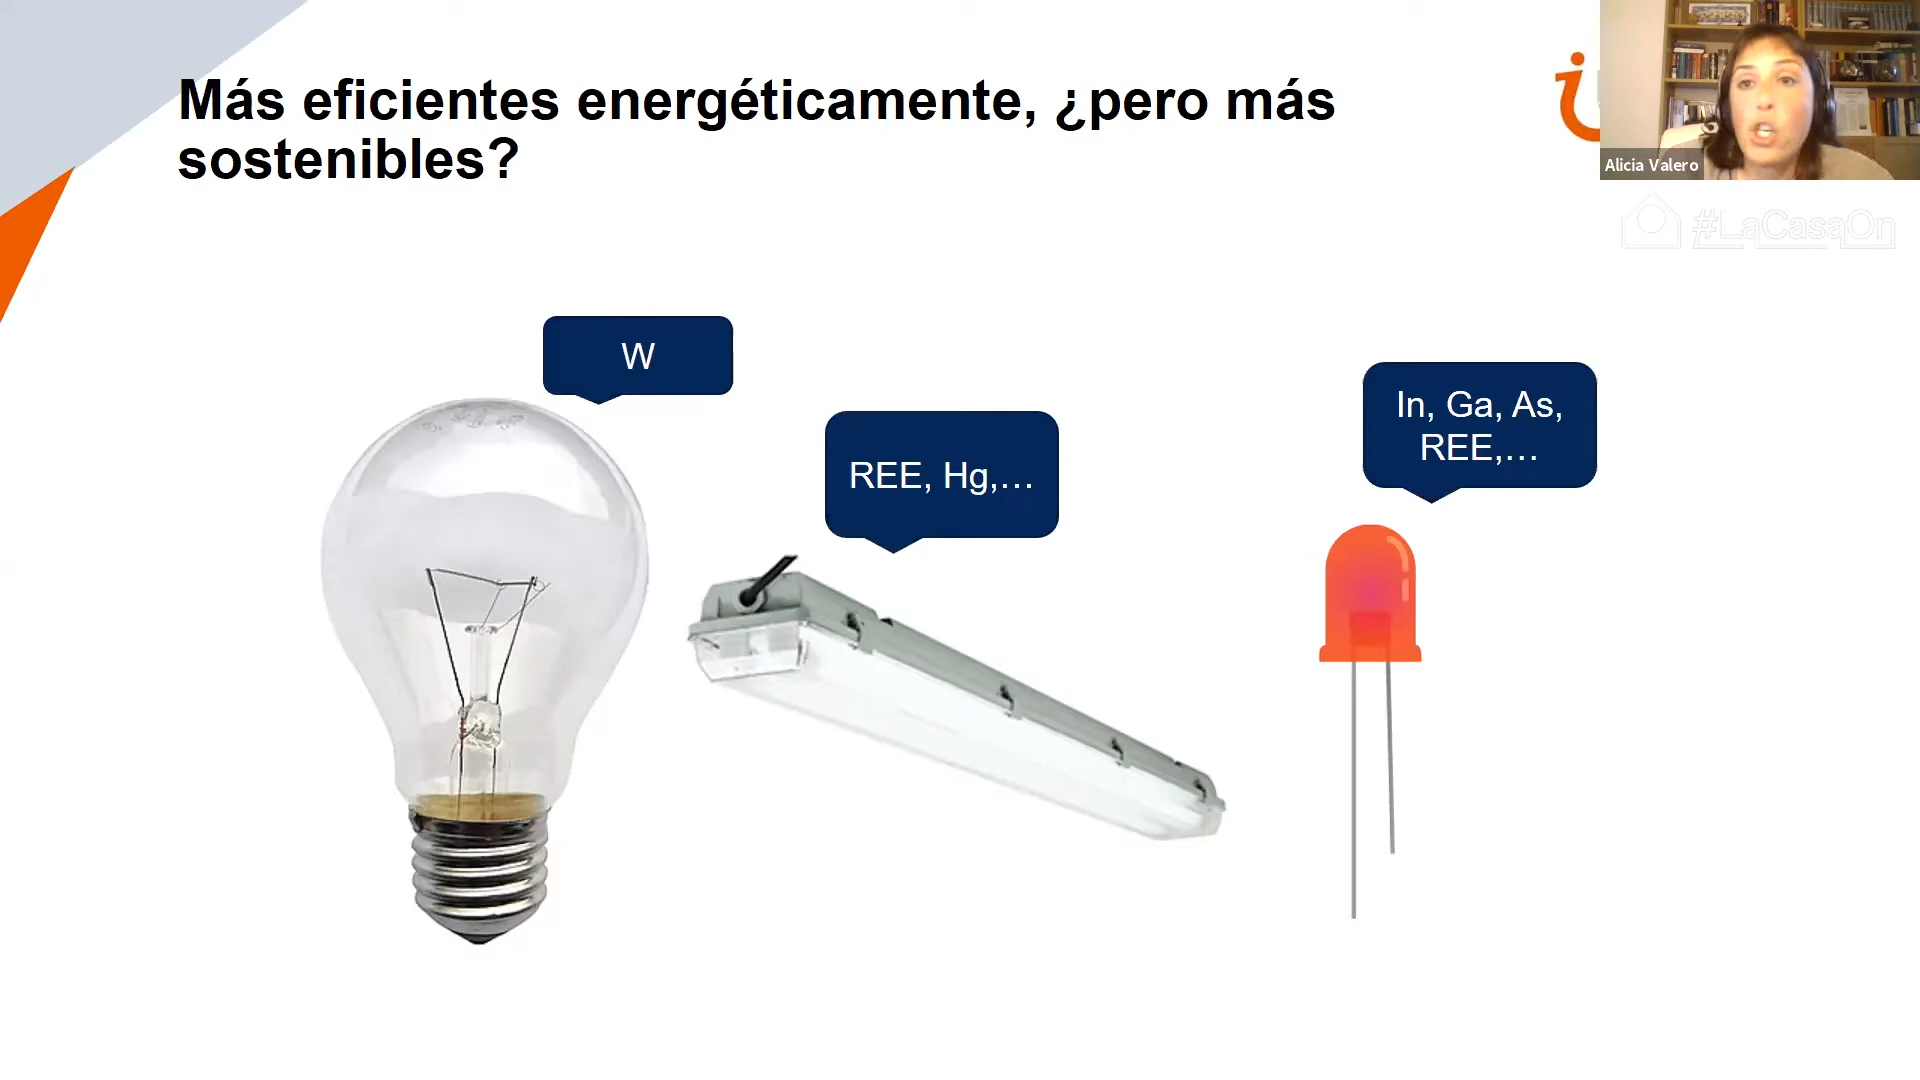 Más eficientes energéticamente, ¿pero más
sostenibles?
Alicia Valero
#LaCasaOn
W
REE, Hg,...
In, Ga, As,
REE,...